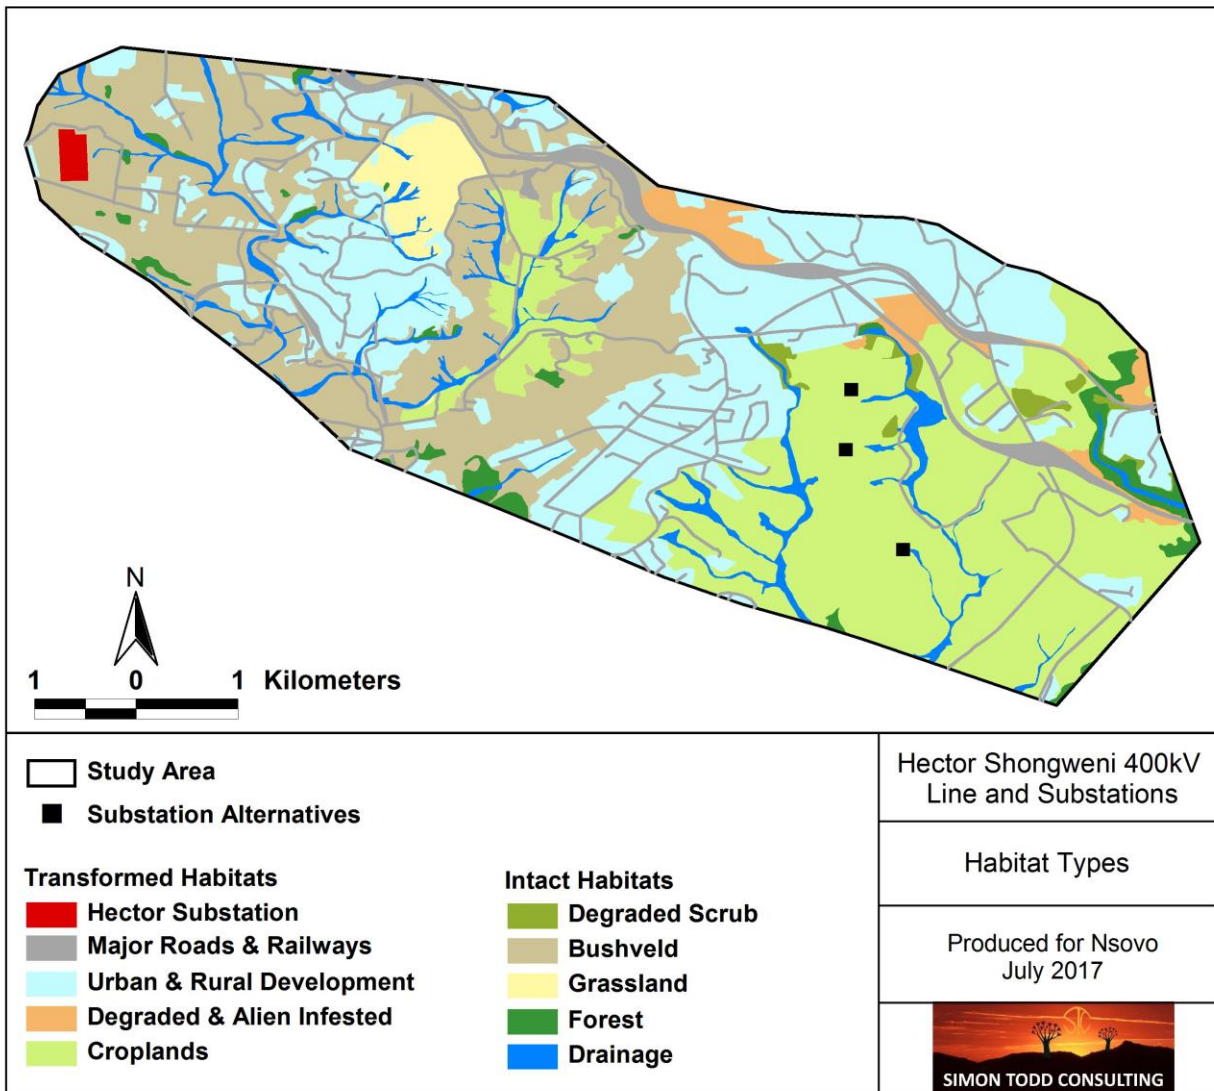 N
1 0 1 Kilometers
Study Area
Substation Alternatives
Transformed Habitats
Hector Substation
Major Roads & Railways
Urban & Rural Development
Degraded & Alien Infested
Croplands
Intact Habitats
Degraded Scrub
Bushveld
Grassland
Forest
Drainage
Hector Shongweni 400kV
Line and Substations
Habitat Types
Produced for Nsovo
July 2017
SIMON TODD CONSULTING